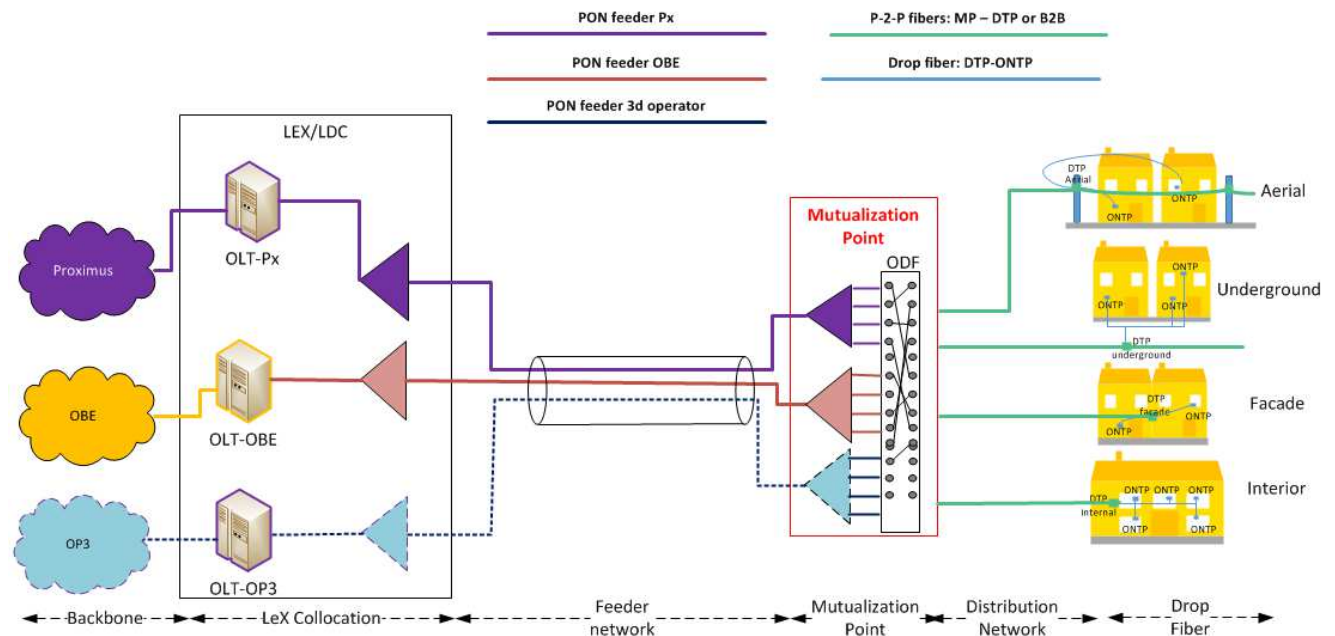 PON feeder Px
P-2-P fibers: MP – DTP or B2B
PON feeder OBE
Drop fiber: DTP-ONTP
PON feeder 3d operator
LEX/LDC
Mutualization
Point
ODF
Proximus
OLT-Px
OBE
OLT-OBE
OP3
OLT-OP3
DTP
Aerial
ONTP
ONTP
Aerial
ONTP
ONTP
ONTP
Underground
DTP
underground
DTP
facade
ONTP
ONTP
Facade
DTP
internal
ONTP
ONTP
ONTP
ONTP
ONTP
Interior
Backbone
LeX Collocation
Feeder
network
Mutualization
Point
Distribution
Network
Drop
Fiber